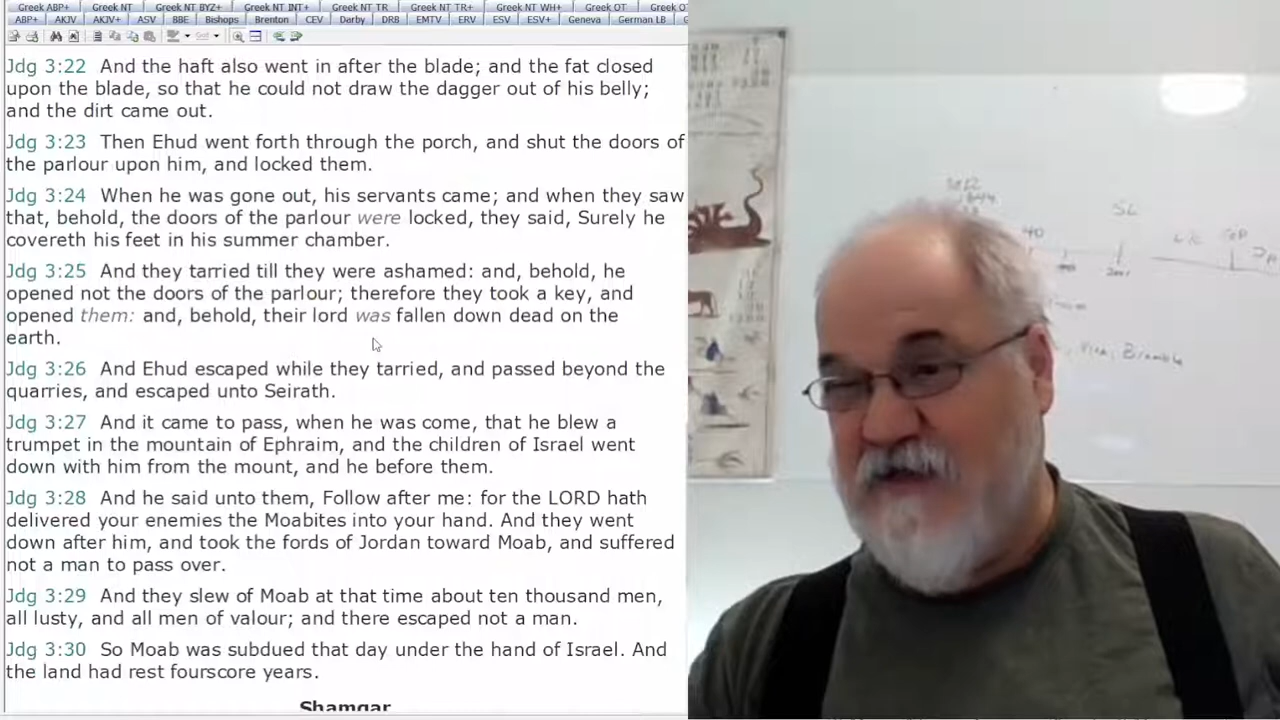 Greek ABP+ Greek NT Greek NT BYZ+ Greek NT INT+ Greek NT TR Greek NT TR+ Greek NT WH+ Greek OT Greek O
ABP+ AKJV AKJV+ ASV BBE Bishops Brenton CEV Darby DRB EMTV ERV ESV ESV+ Geneva German LB G
Jdg 3:22 And the haft also went in after the blade; and the fat closed
upon the blade, so that he could not draw the dagger out of his belly;
and the dirt came out.
Jdg 3:23 Then Ehud went forth through the porch, and shut the doors of
the parlour upon him, and locked them.
Jdg 3:24 When he was gone out, his servants came; and when they saw
that, behold, the doors of the parlour were locked, they said, Surely he
covereth his feet in his summer chamber.
Jdg 3:25 And they tarried till they were ashamed: and, behold, he
opened not the doors of the parlour; therefore they took a key, and
opened them: and, behold, their lord was fallen down dead on the
earth.
Jdg 3:26 And Ehud escaped while they tarried, and passed beyond the
quarries, and escaped unto Seirath.
Jdg 3:27 And it came to pass, when he was come, that he blew a
trumpet in the mountain of Ephraim, and the children of Israel went
down with him from the mount, and he before them.
Jdg 3:28 And he said unto them, Follow after me: for the LORD hath
delivered your enemies the Moabites into your hand. And they went
down after him, and took the fords of Jordan toward Moab, and suffered
not a man to pass over.
Jdg 3:29 And they slew of Moab at that time about ten thousand men,
all lusty, and all men of valour; and there escaped not a man.
Jdg 3:30 So Moab was subdued that day under the hand of Israel. And
the land had rest fourscore years.
Shamgar
SL
40
2001
Bramble